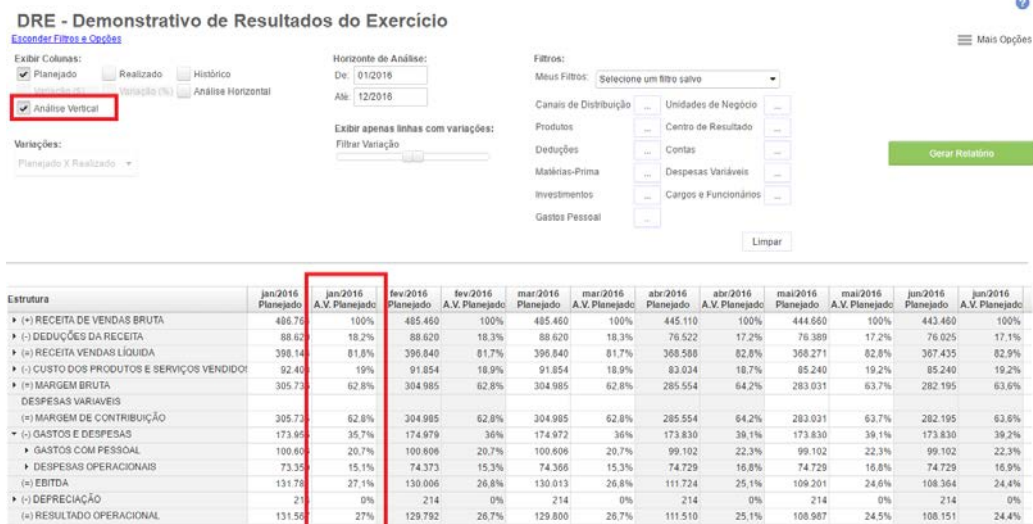 DRE - Demonstrativo de Resultados do Exercício
Esconder Filtros e Opções
Mais Opções
Exibir Colunas:
Planejado Realizado Histórico
Variação ($) Variação (%) Análise Horizontal
Análise Vertical
Variações:
Planejado X Realizado
Horizonte de Análise:
De: 01/2016
Até: 12/2016
Exibir apenas linhas com variações:
Filtrar Variação
Filtros:
Meus Filtros: Selecione um filtro salvo
Canais de Distribuição ... Unidades de Negócio ...
Produtos ... Centro de Resultado ...
Deduções ... Contas ...
Matérias-Prima ... Despesas Variáveis ...
Investimentos ... Cargos e Funcionários ...
Gastos Pessoal ...
Limpar
Gerar Relatório
Estrutura jan/2016 Planejado jan/2016 A.V. Planejado fev/2016 Planejado fev/2016 A.V. Planejado mar/2016 Planejado mar/2016 A.V. Planejado abr/2016 Planejado abr/2016 A.V. Planejado mai/2016 Planejado mai/2016 A.V. Planejado jun/2016 Planejado jun/2016 A.V. Planejado
(+) RECEITA DE VENDAS BRUTA 486.76 100% 485.460 100% 485.460 100% 445.110 100% 444.660 100% 443.460 100%
(-) DEDUÇÕES DA RECEITA 88.62 18,2% 88.620 18,3% 88.620 18,3% 76.522 17,2% 76.389 17,2% 76.025 17,1%
(=) RECEITA VENDAS LÍQUIDA 398.14 81,8% 396.840 81,7% 396.840 81,7% 368.588 82,8% 368.271 82,8% 367.435 82,9%
(-) CUSTO DOS PRODUTOS E SERVIÇOS VENDIDOS 92.40 19% 91.854 18,9% 91.854 18,9% 83.034 18,7% 85.240 19,2% 85.240 19,2%
(=) MARGEM BRUTA 305.73 62,8% 304.985 62,8% 304.985 62,8% 285.554 64,2% 283.031 63,7% 282.195 63,6%
DESPESAS VARIAVEIS
(=) MARGEM DE CONTRIBUIÇÃO 305.73 62,8% 304.985 62,8% 304.985 62,8% 285.554 64,2% 283.031 63,7% 282.195 63,6%
(-) GASTOS E DESPESAS 173.95 35,7% 174.979 36% 174.972 36% 173.830 39,1% 173.830 39,1% 173.830 39,2%
GASTOS COM PESSOAL 100.60 20,7% 100.606 20,7% 100.606 20,7% 99.102 22,3% 99.102 22,3% 99.102 22,3%
DESPESAS OPERACIONAIS 73.35 15,1% 74.373 15,3% 74.366 15,3% 74.729 16,8% 74.729 16,8% 74.729 16,9%
(=) EBITDA 131.78 27,1% 130.006 26,8% 130.013 26,8% 111.724 25,1% 109.201 24,6% 108.364 24,4%
(-) DEPRECIAÇÃO 21 0% 214 0% 214 0% 214 0% 214 0% 214 0%
(=) RESULTADO OPERACIONAL 131.56 27% 129.792 26,7% 129.800 26,7% 111.510 25,1% 108.987 24,5% 108.151 24,4%